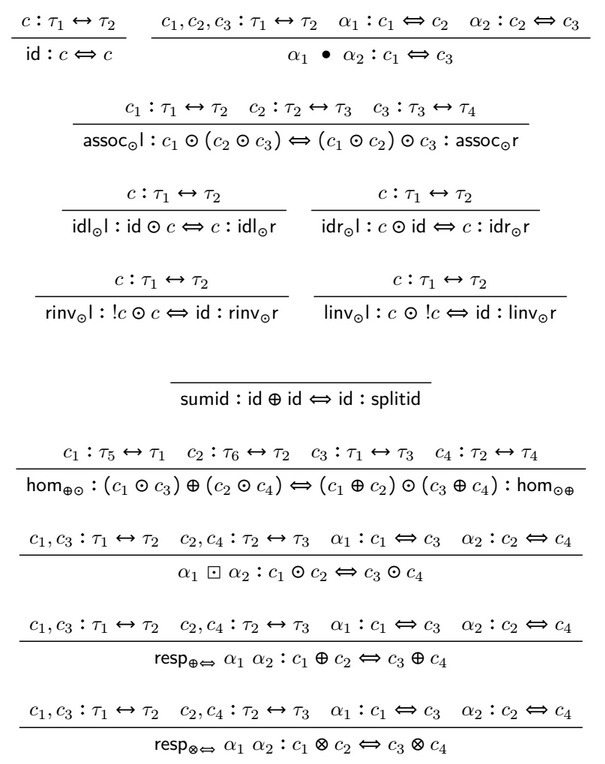 c : τ₁ ↔ τ₂    c₁, c₂, c₃ : τ₁ ↔ τ₂    α₁ : c₁ ⇔ c₂    α₂ : c₂ ⇔ c₃
id : c ⇔ c    α₁ • α₂ : c₁ ⇔ c₃
c₁ : τ₁ ↔ τ₂    c₂ : τ₂ ↔ τ₃    c₃ : τ₃ ↔ τ₄
assoc⊙l : c₁ ⊙ (c₂ ⊙ c₃) ⇔ (c₁ ⊙ c₂) ⊙ c₃ : assoc⊙r
c : τ₁ ↔ τ₂    c : τ₁ ↔ τ₂
idl⊙l : id ⊙ c ⇔ c : idl⊙r    idr⊙l : c ⊙ id ⇔ c : idr⊙r
c : τ₁ ↔ τ₂    c : τ₁ ↔ τ₂
rinv⊙l : !c ⊙ c ⇔ id : rinv⊙r    linv⊙l : c ⊙ !c ⇔ id : linv⊙r
sumid : id ⊕ id ⇔ id : splitid
c₁ : τ₅ ↔ τ₁    c₂ : τ₆ ↔ τ₂    c₃ : τ₁ ↔ τ₃    c₄ : τ₂ ↔ τ₄
hom⊕⊙ : (c₁ ⊙ c₃) ⊕ (c₂ ⊙ c₄) ⇔ (c₁ ⊕ c₂) ⊙ (c₃ ⊕ c₄) : hom⊙⊕
c₁, c₃ : τ₁ ↔ τ₂    c₂, c₄ : τ₂ ↔ τ₃    α₁ : c₁ ⇔ c₃    α₂ : c₂ ⇔ c₄
α₁ ⊡ α₂ : c₁ ⊙ c₂ ⇔ c₃ ⊙ c₄
c₁, c₃ : τ₁ ↔ τ₂    c₂, c₄ : τ₂ ↔ τ₃    α₁ : c₁ ⇔ c₃    α₂ : c₂ ⇔ c₄
resp⊕⇔ α₁ α₂ : c₁ ⊕ c₂ ⇔ c₃ ⊕ c₄
c₁, c₃ : τ₁ ↔ τ₂    c₂, c₄ : τ₂ ↔ τ₃    α₁ : c₁ ⇔ c₃    α₂ : c₂ ⇔ c₄
resp⊗⇔ α₁ α₂ : c₁ ⊗ c₂ ⇔ c₃ ⊗ c₄